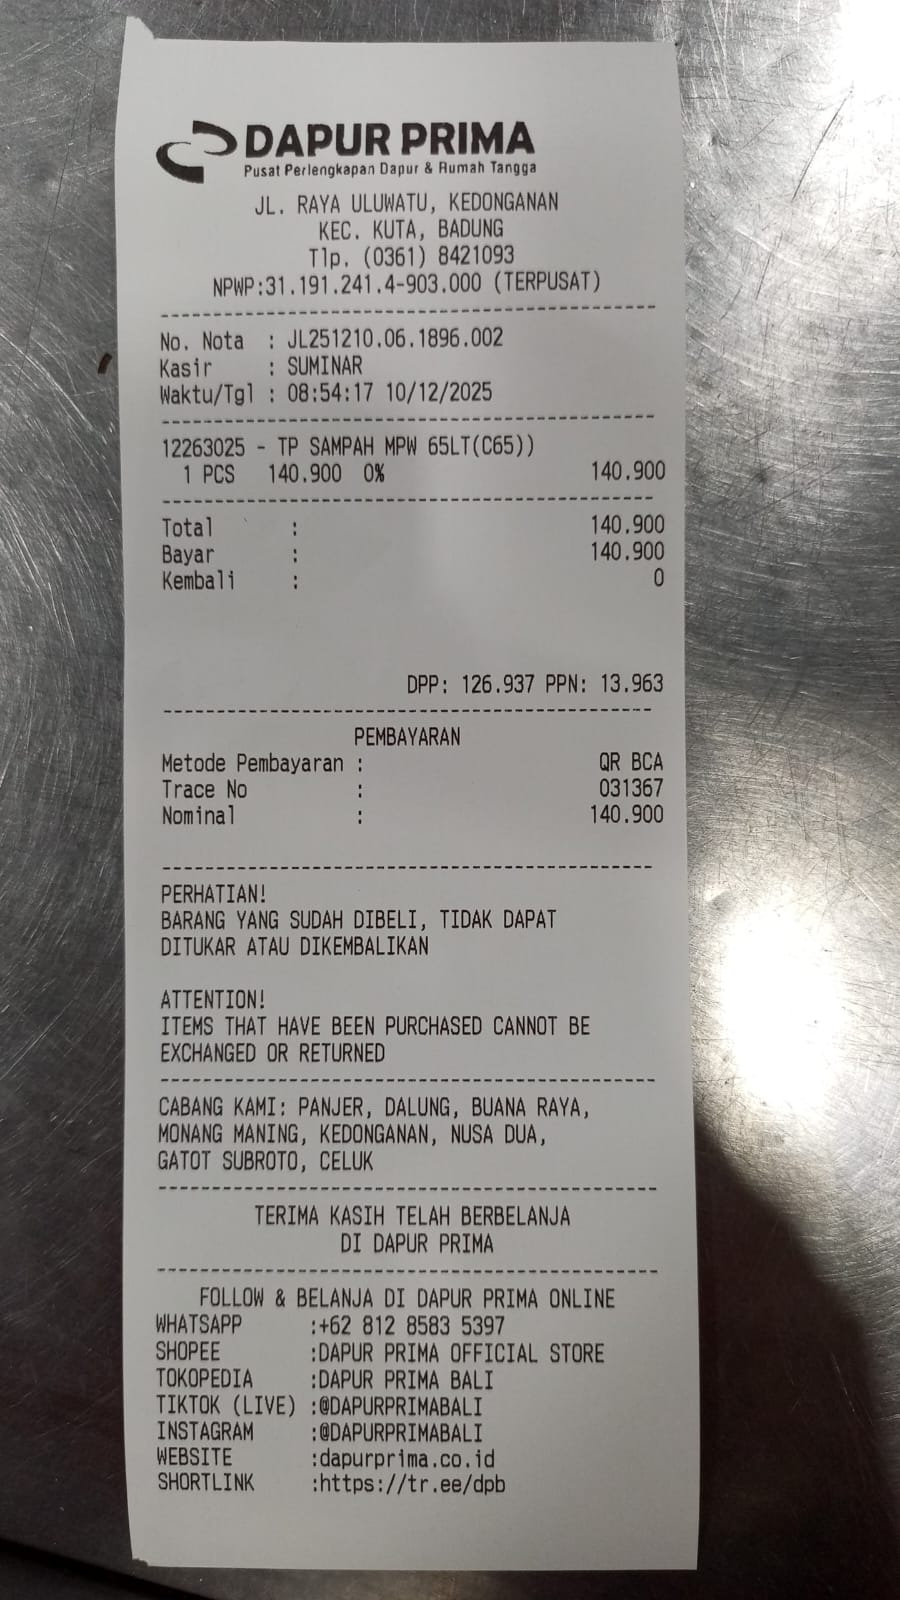 DAPUR PRIMA
Pusat Perlengkapan Dapur & Rumah Tangga
JL. RAYA ULUWATU, KEDONGANAN
KEC. KUTA, BADUNG
Tlp. (0361) 8421093
NPWP:31.191.241.4-903.000 (TERPUSAT)
No. Nota : JL251210.06.1896.002
Kasir : SUMINAR
Waktu/Tgl : 08:54:17 10/12/2025
12263025 - TP SAMPAH MPW 65LT(C65))
1 PCS 140.900 0% 140.900
Total : 140.900
Bayar : 140.900
Kembali : 0
DPP: 126.937 PPN: 13.963
PEMBAYARAN
Metode Pembayaran : QR BCA
Trace No : 031367
Nominal : 140.900
PERHATIAN!
BARANG YANG SUDAH DIBELI, TIDAK DAPAT
DITUKAR ATAU DIKEMBALIKAN
ATTENTION!
ITEMS THAT HAVE BEEN PURCHASED CANNOT BE
EXCHANGED OR RETURNED
CABANG KAMI: PANJER, DALUNG, BUANA RAYA,
MONANG MANING, KEDONGANAN, NUSA DUA,
GATOT SUBROTO, CELUK
TERIMA KASIH TELAH BERBELANJA
DI DAPUR PRIMA
FOLLOW & BELANJA DI DAPUR PRIMA ONLINE
WHATSAPP :+62 812 8583 5397
SHOPEE :DAPUR PRIMA OFFICIAL STORE
TOKOPEDIA :DAPUR PRIMA BALI
TIKTOK (LIVE) :@DAPURPRIMABALI
INSTAGRAM :@DAPURPRIMABALI
WEBSITE :dapurprima.co.id
SHORTLINK :https://tr.ee/dpb